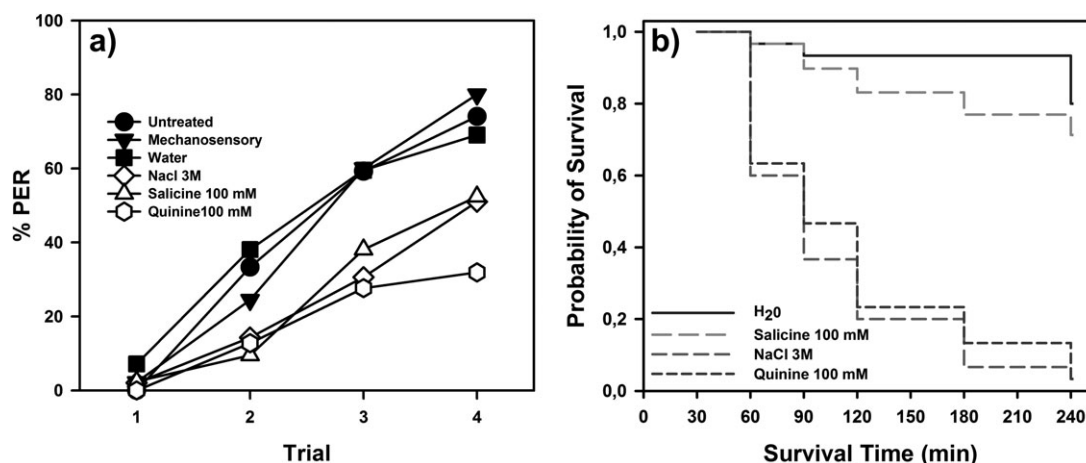 a)
100
80
60
40
20
0
% PER
Untreated
Mechanosensory
Water
Nacl 3M
Salicine 100 mM
Quinine100 mM
1 2 3 4
Trial
b)
1,0
0,8
0,6
0,4
0,2
0,0
Probability of Survival
H20
Salicine 100 mM
NaCl 3M
Quinine 100 mM
0 30 60 90 120 150 180 210 240
Survival Time (min)